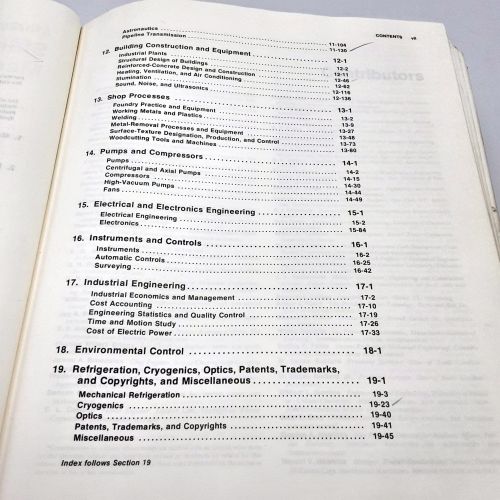 CONTENTS vii
Astronautics 11-104
Pipeline Transmission 11-130
12. Building Construction and Equipment 12-1
Industrial Plants 12-2
Structural Design of Buildings 12-11
Reinforced-Concrete Design and Construction 12-46
Heating, Ventilation, and Air Conditioning 12-62
Illumination 12-116
Sound, Noise, and Ultrasonics 12-136
13. Shop Processes 13-1
Foundry Practice and Equipment 13-2
Working Metals and Plastics 13-9
Welding 13-27
Metal-Removal Processes and Equipment 13-48
Surface-Texture Designation, Production, and Control 13-73
Woodcutting Tools and Machines 13-80
14. Pumps and Compressors 14-1
Pumps 14-2
Centrifugal and Axial Pumps 14-15
Compressors 14-30
High-Vacuum Pumps 14-44
Fans 14-49
15. Electrical and Electronics Engineering 15-1
Electrical Engineering 15-2
Electronics 15-84
16. Instruments and Controls 16-1
Instruments 16-2
Automatic Controls 16-25
Surveying 16-42
17. Industrial Engineering 17-1
Industrial Economics and Management 17-2
Cost Accounting 17-10
Engineering Statistics and Quality Control 17-19
Time and Motion Study 17-26
Cost of Electric Power 17-33
18. Environmental Control 18-1
19. Refrigeration, Cryogenics, Optics, Patents, Trademarks,
and Copyrights, and Miscellaneous 19-1
Mechanical Refrigeration 19-3
Cryogenics 19-23
Optics 19-40
Patents, Trademarks, and Copyrights 19-41
Miscellaneous 19-45
Index follows Section 19